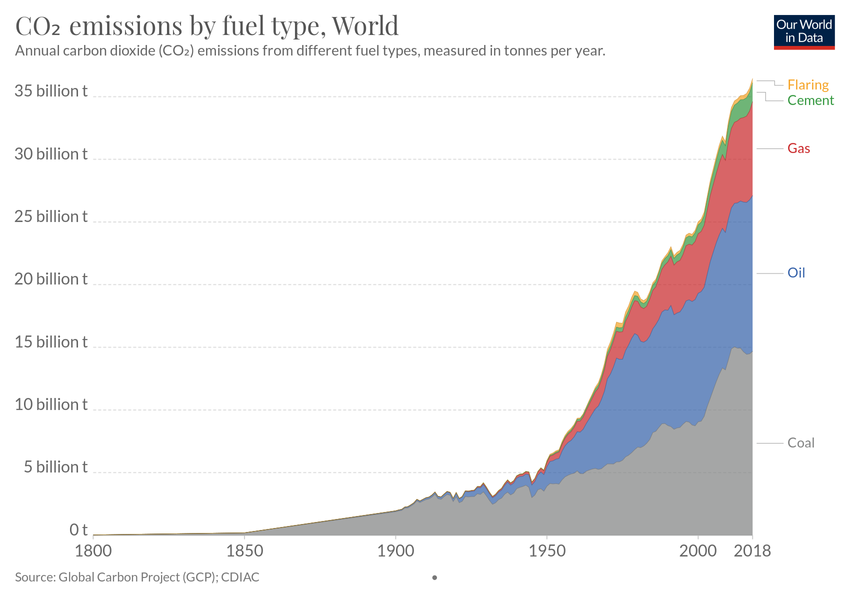 CO₂ emissions by fuel type, World
Annual carbon dioxide (CO₂) emissions from different fuel types, measured in tonnes per year.
Our World
in Data
35 billion t
30 billion t
25 billion t
20 billion t
15 billion t
10 billion t
5 billion t
0 t
Flaring
Cement
Gas
Oil
Coal
1800 1850 1900 1950 2000 2018
Source: Global Carbon Project (GCP); CDIAC •